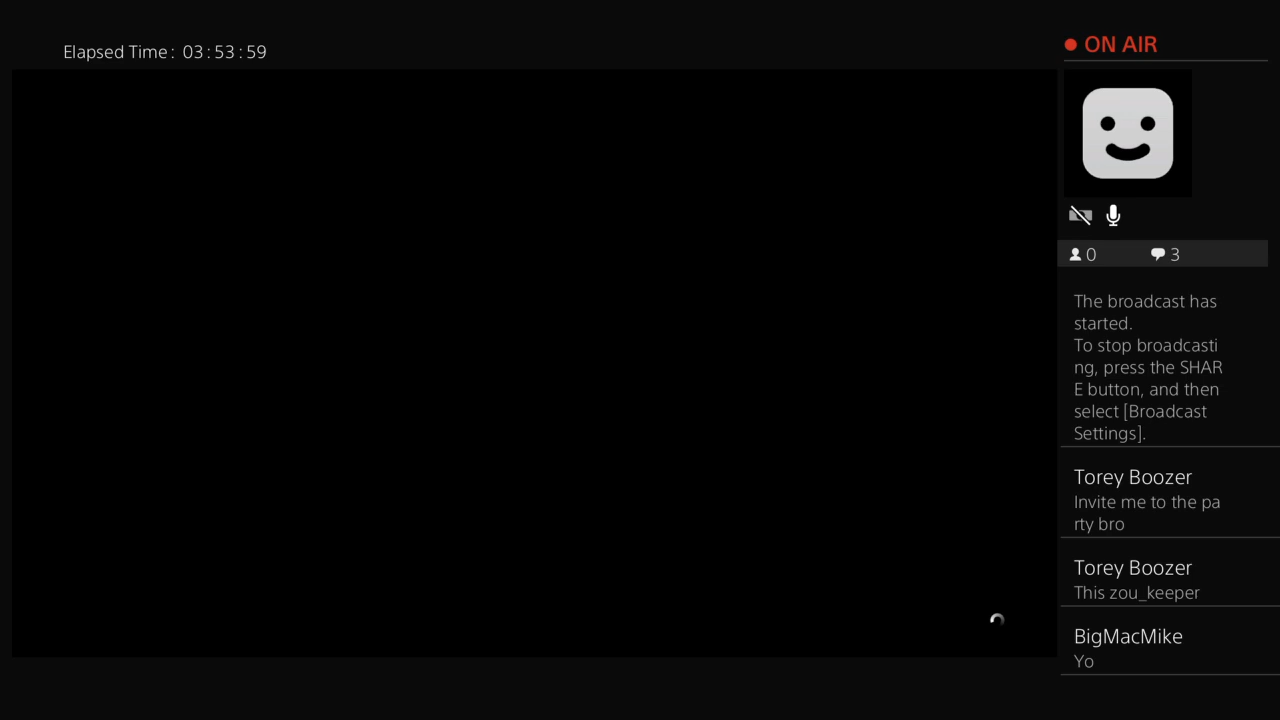 Elapsed Time: 03:53:59
ON AIR
0 3
The broadcast has
started.
To stop broadcasti
ng, press the SHAR
E button, and then
select [Broadcast
Settings].
Torey Boozer
Invite me to the pa
rty bro
Torey Boozer
This zou_keeper
BigMacMike
Yo